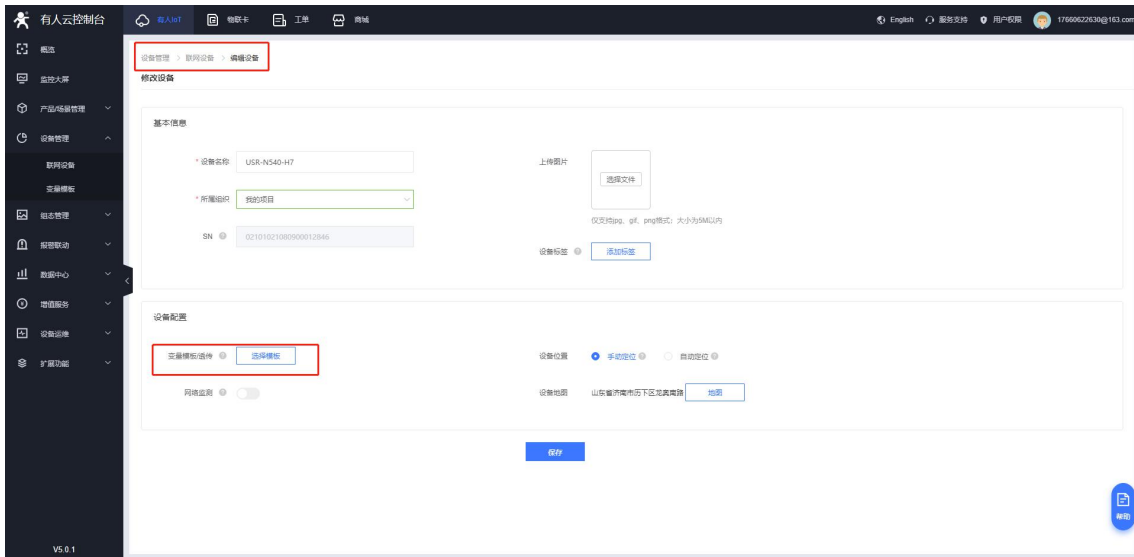 有人云控制台
有人IoT
物联卡
工单
商城
English
服务支持
用户权限
17660622630@163.com
概览
监控大屏
产品/场景管理
设备管理
联网设备
变量模板
组态管理
报警联动
数据中心
增值服务
设备运维
扩展功能
V5.0.1
设备管理 > 联网设备 > 编辑设备
修改设备
基本信息
* 设备名称 USR-N540-H7
* 所属组织 我的项目
SN 02101021080900012846
上传图片
选择文件
仅支持jpg、gif、png格式; 大小为5M以内
设备标签 添加标签
设备配置
变量模板/透传 选择模板
网络监测
设备位置 手动定位 自动定位
设备地图 山东省济南市历下区龙奥南路 地图
保存
帮助